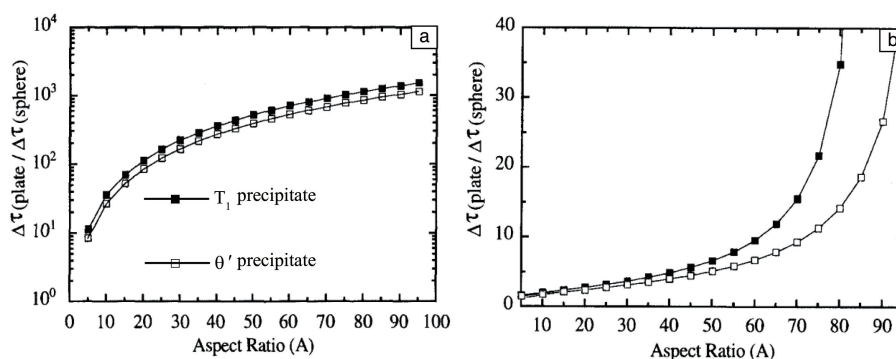 a
10⁴
10³
10²
10¹
10⁰
Δτ(plate / Δτ(sphere)
T₁ precipitate
θ′ precipitate
0 10 20 30 40 50 60 70 80 90 100
Aspect Ratio (A)
b
40
30
20
10
0
Δτ(plate / Δτ(sphere)
10 20 30 40 50 60 70 80 90
Aspect Ratio (A)